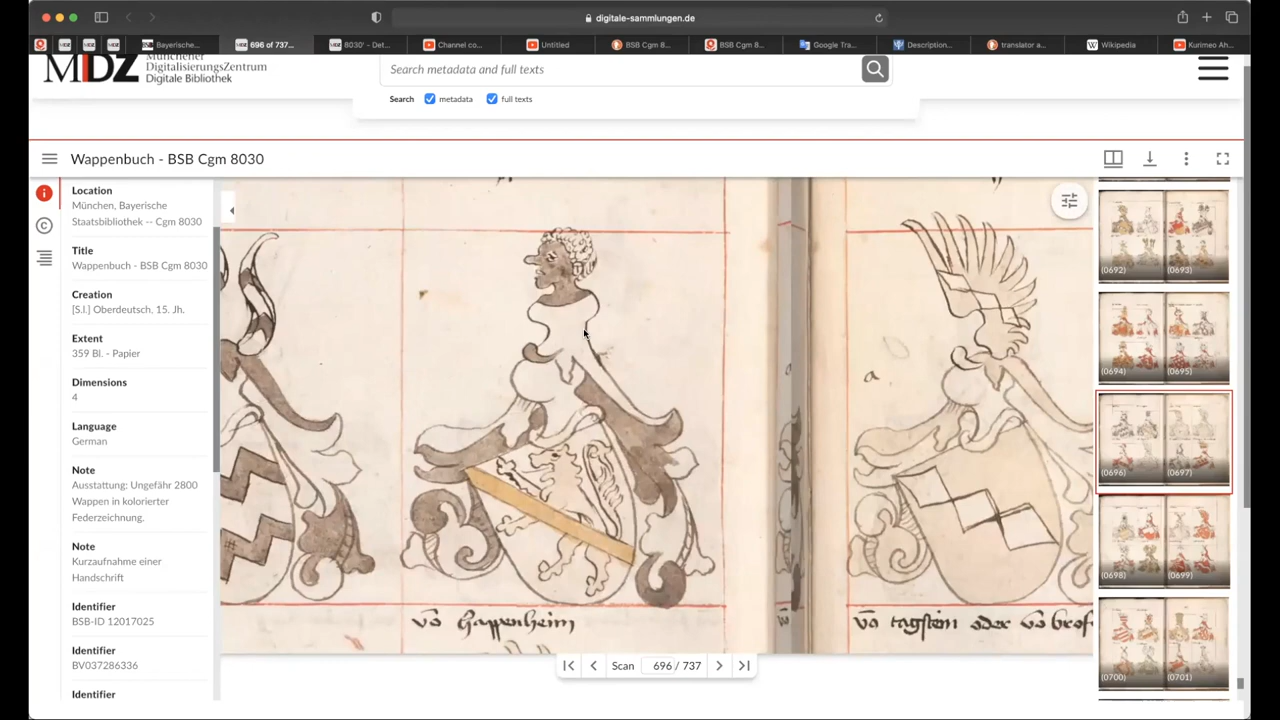 digitale-sammlungen.de
Bayerische...
696 of 737...
8030' - Det...
Channel co...
Untitled
BSB Cgm 8...
BSB Cgm 8...
Google Tra...
Description...
translator a...
Wikipedia
Kurimeo Ah...
MDZ
Münchener
DigitalisierungsZentrum
Digitale Bibliothek
Search metadata and full texts
Search metadata full texts
Wappenbuch - BSB Cgm 8030
Location
München, Bayerische
Staatsbibliothek -- Cgm 8030
Title
Wappenbuch - BSB Cgm 8030
Creation
[S.l.] Oberdeutsch, 15. Jh.
Extent
359 Bl. - Papier
Dimensions
4
Language
German
Note
Ausstattung: Ungefähr 2800
Wappen in kolorierter
Federzeichnung.
Note
Kurzaufnahme einer
Handschrift
Identifier
BSB-ID 12017025
Identifier
BV037286336
Identifier
a
vō
vō tagstein oder vō
Scan 696 / 737
(0692) (0693)
(0694) (0695)
(0696) (0697)
(0698) (0699)
(0700) (0701)